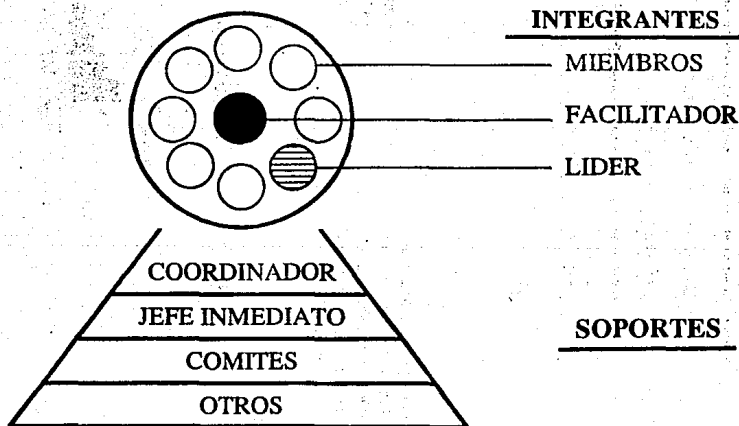 INTEGRANTES
MIEMBROS
FACILITADOR
LIDER
COORDINADOR
JEFE INMEDIATO
SOPORTES
COMITES
OTROS